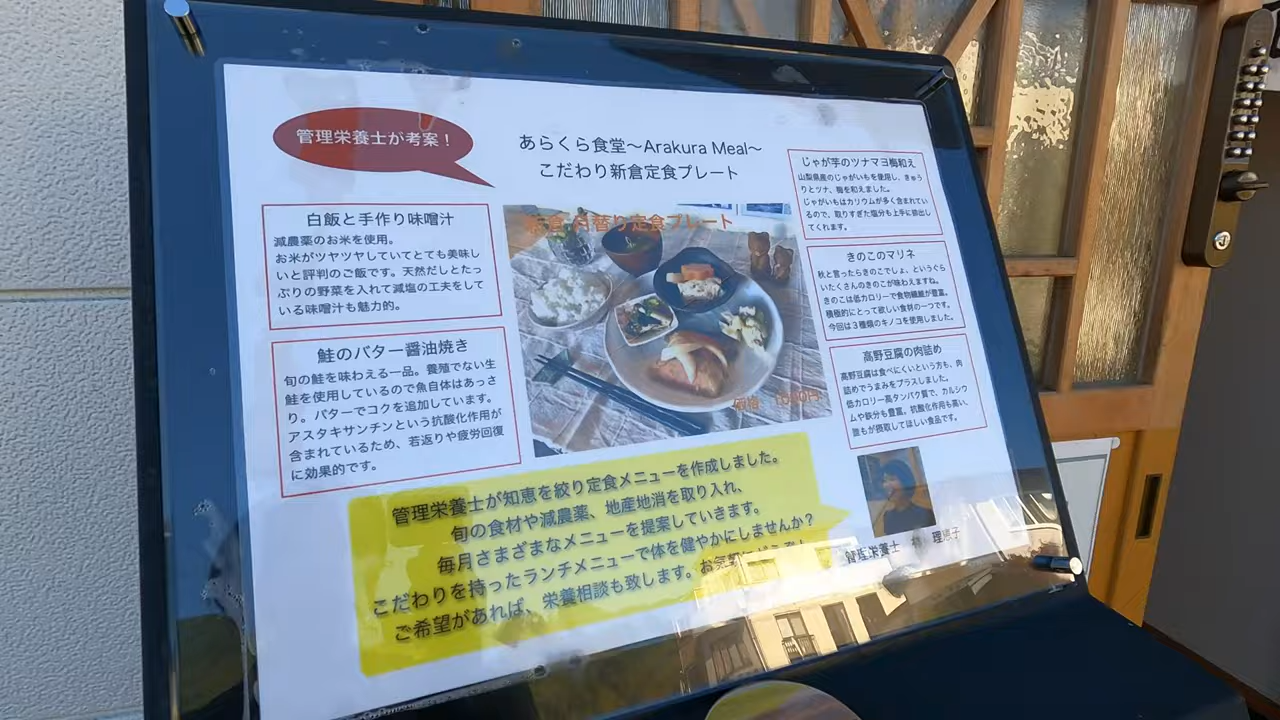 管理栄養士が考案！
あらくら食堂〜Arakura Meal〜
こだわり新倉定食プレート
白飯と手作り味噌汁
減農薬のお米を使用。
お米がツヤツヤしていてとても美味し
いと評判のご飯です。天然だしとたっ
ぷりの野菜を入れて減塩の工夫をして
いる味噌汁も魅力的。
鮭のバター醤油焼き
旬の鮭を味わえる一品。養殖でない生
鮭を使用しているので魚自体はあっさ
り。バターでコクを追加しています。
アスタキサンチンという抗酸化作用が
含まれているため、若返りや疲労回復
に効果的です。
新倉 月替り定食プレート
価格
じゃが芋のツナマヨ梅和え
山梨県産のじゃがいもを使用し、きゅう
りとツナ、梅を和えました。
じゃがいもはカリウムが多く含まれてい
るので、取りすぎた塩分も上手に排出し
てくれます。
きのこのマリネ
秋と言ったらきのこでしょ、というぐら
いたくさんのきのこが味わえますね。
きのこは低カロリーで食物繊維が豊富。
積極的にとって欲しい食材の一つです。
今回は３種類のキノコを使用しました。
高野豆腐の肉詰め
高野豆腐は食べにくいという方も、肉
詰めでうまみをプラスしました。
低カロリー高タンパク質で、カルシウ
ムや鉄分も豊富。抗酸化作用も高い、
誰もが摂取してほしい食品です。
管理栄養士が知恵を絞り定食メニューを作成しました。
旬の食材や減農薬、地産地消を取り入れ、
毎月さまざまなメニューを提案していきます。
こだわりを持ったランチメニューで体を健やかにしませんか？
ご希望があれば、栄養相談も致します。お気軽に
管理栄養士 理恵子